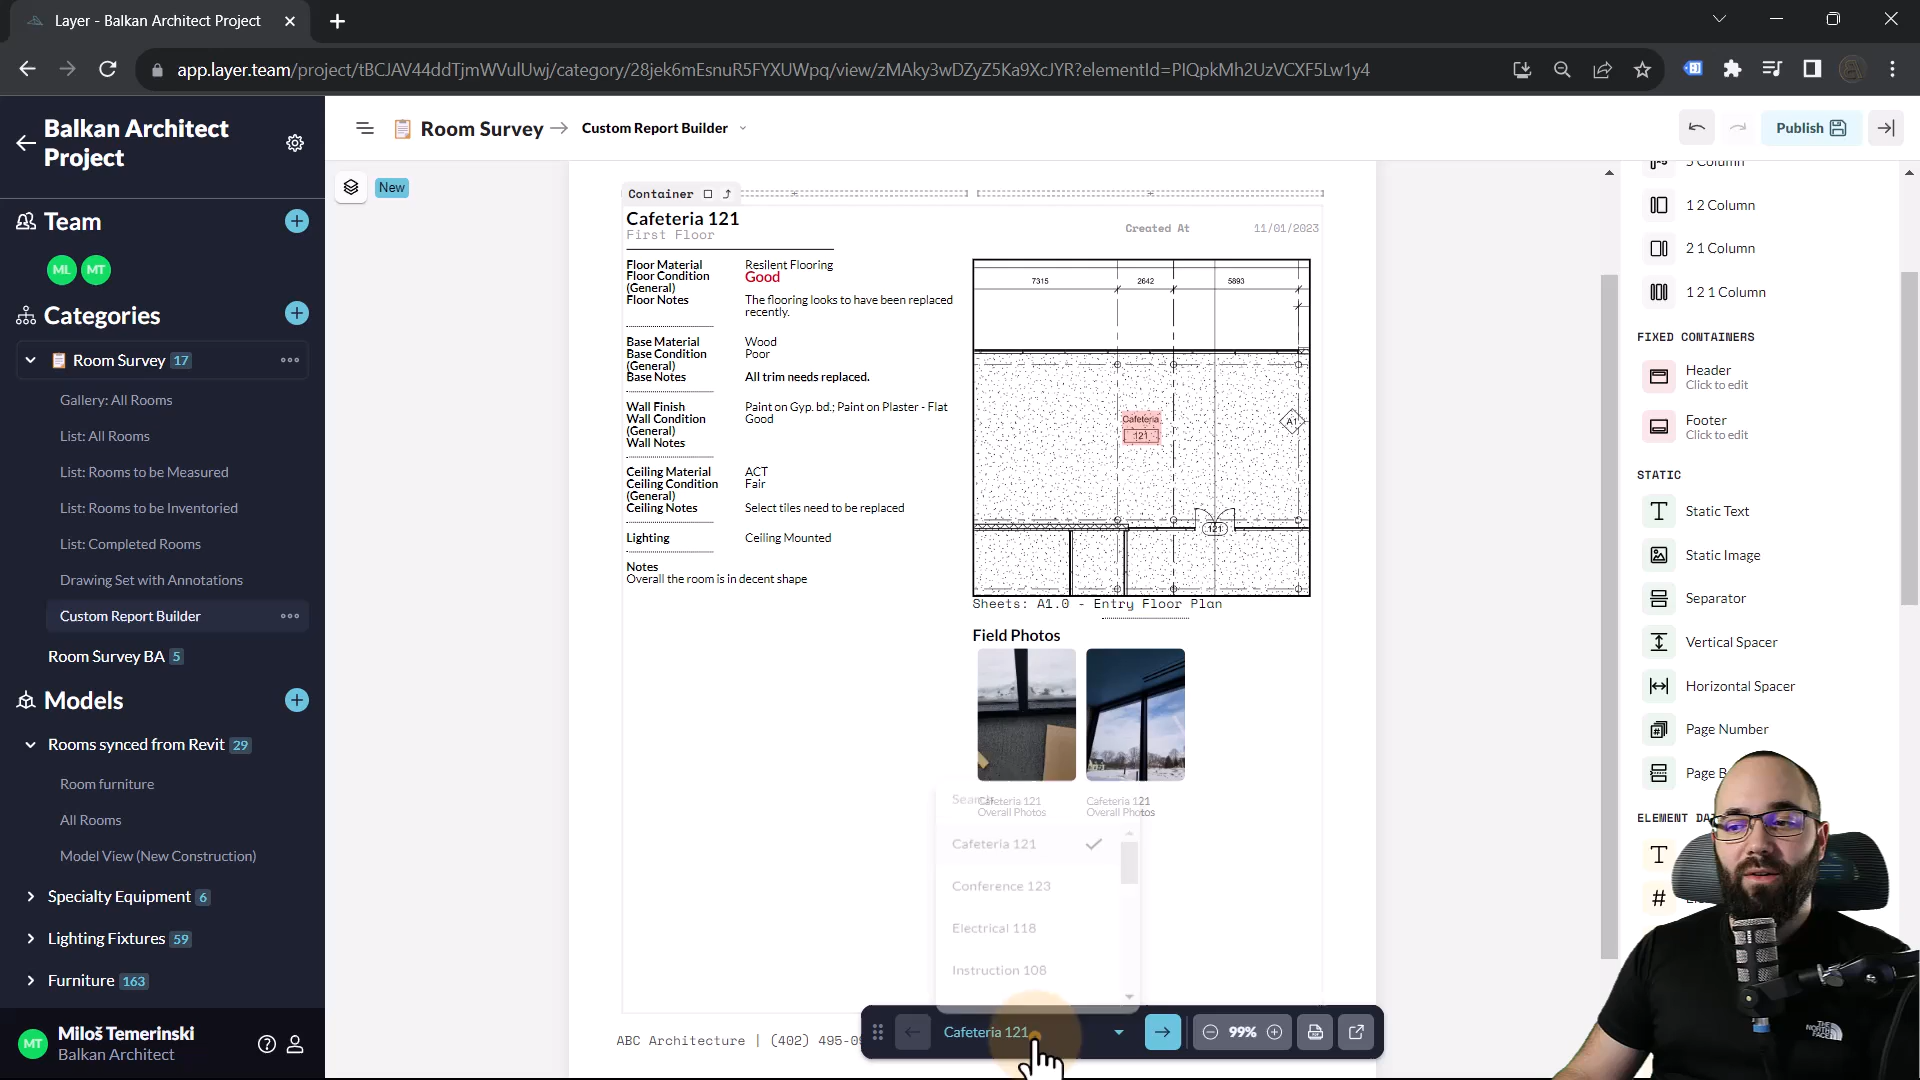 Layer - Balkan Architect Project
app.layer.team/project/tBCJAV44ddTjmWVulUwj/category/28jek6mEsnuR5FYXUWpq/view/zMAky3wDZyZ5Ka9XcJYR?elementId=PIQpkMh2UzVCXF5Lw1y4
Balkan Architect
Project
Room Survey
Custom Report Builder
Publish
New
Team
ML
MT
Categories
Room Survey 17
Gallery: All Rooms
List: All Rooms
List: Rooms to be Measured
List: Rooms to be Inventoried
List: Completed Rooms
Drawing Set with Annotations
Custom Report Builder
Room Survey BA 5
Models
Rooms synced from Revit 29
Room furniture
All Rooms
Model View (New Construction)
Specialty Equipment 6
Lighting Fixtures 59
Furniture 163
MT
Miloš Temerinski
Balkan Architect
Container
Cafeteria 121
First Floor
Created At 11/01/2023
Floor Material Resilent Flooring
Floor Condition Good
(General)
Floor Notes The flooring looks to have been replaced
recently.
Base Material Wood
Base Condition Poor
(General)
Base Notes All trim needs replaced.
Wall Finish Paint on Gyp. bd.; Paint on Plaster - Flat
Wall Condition Good
(General)
Wall Notes
Ceiling Material ACT
Ceiling Condition Fair
(General)
Ceiling Notes Select tiles need to be replaced
Lighting Ceiling Mounted
Notes
Overall the room is in decent shape
7315 2642 5893
Cafeteria
121
A1
121
Sheets: A1.0 - Entry Floor Plan
Field Photos
Cafeteria 121
Overall Photos
Cafeteria 121
Overall Photos
Cafeteria 121
Conference 123
Electrical 118
Instruction 108
ABC Architecture | (402) 495-
Cafeteria 121
99%
1 2 Column
2 1 Column
1 2 1 Column
FIXED CONTAINERS
Header
Click to edit
Footer
Click to edit
STATIC
Static Text
Static Image
Separator
Vertical Spacer
Horizontal Spacer
Page Number
Page
ELEMENT
THE
NORTH
FACE